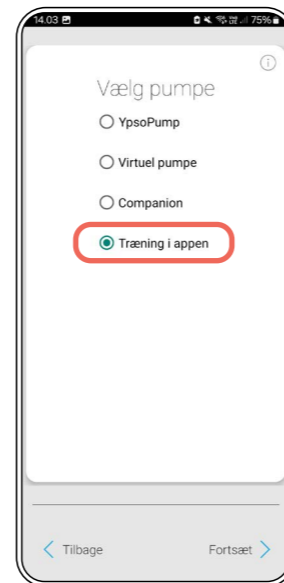 14.03 75%
Vælg pumpe
YpsoPump
Virtuel pumpe
Companion
Træning i appen
Tilbage Fortsæt